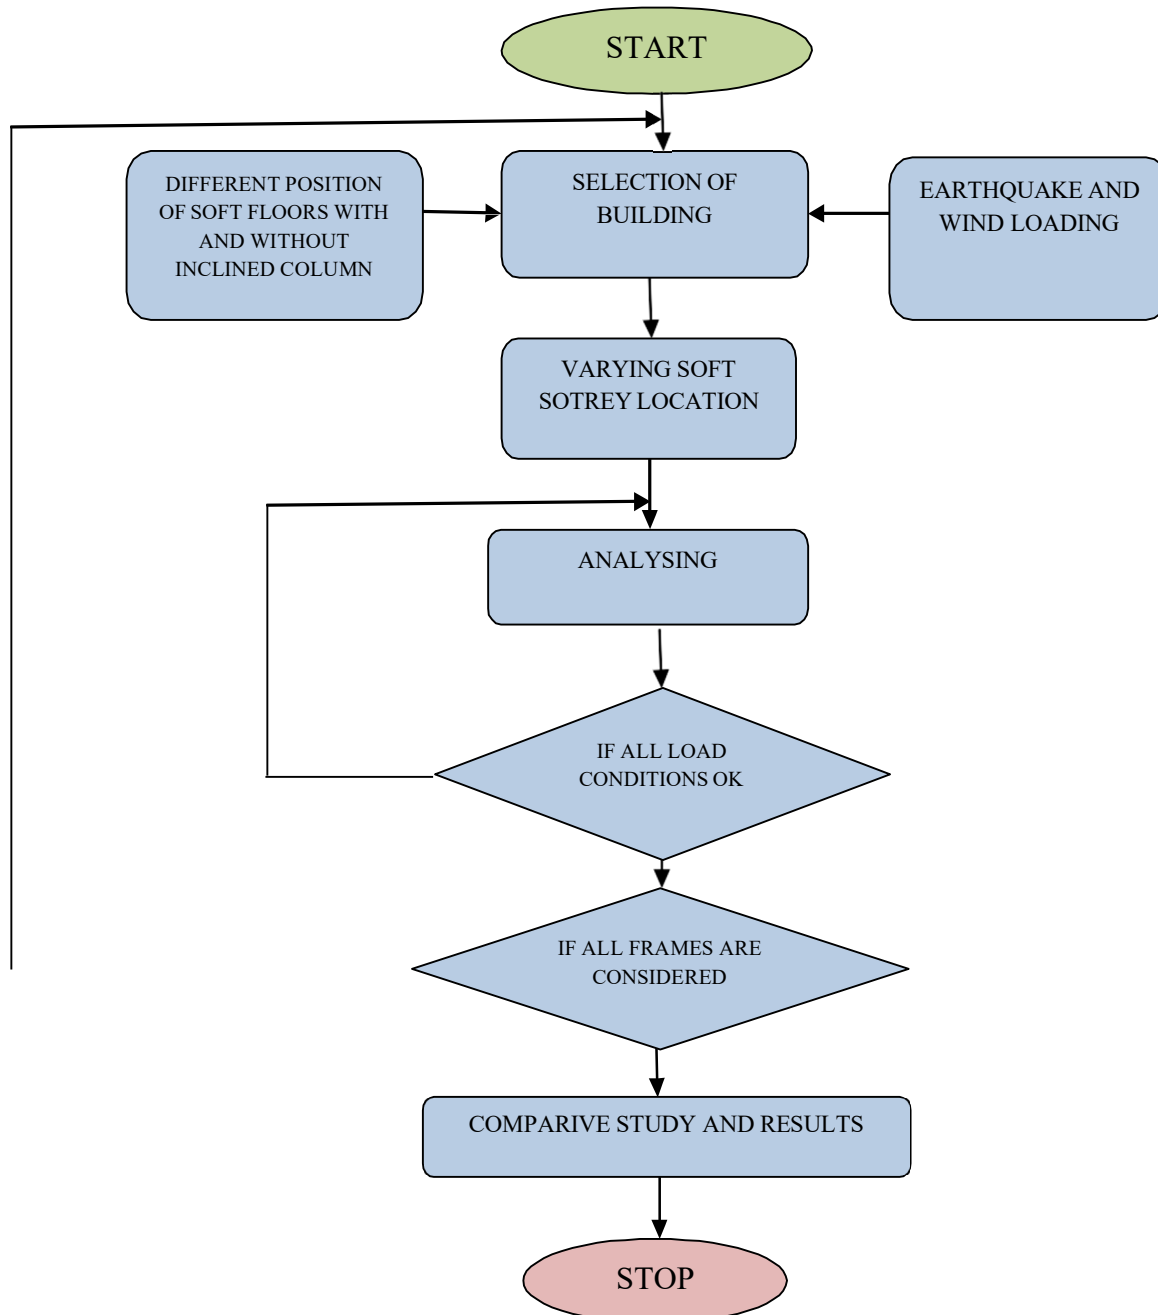 START
DIFFERENT POSITION
OF SOFT FLOORS WITH
AND WITHOUT
INCLINED COLUMN
SELECTION OF
BUILDING
EARTHQUAKE AND
WIND LOADING
VARYING SOFT
SOTREY LOCATION
ANALYSING
IF ALL LOAD
CONDITIONS OK
IF ALL FRAMES ARE
CONSIDERED
COMPARIVE STUDY AND RESULTS
STOP